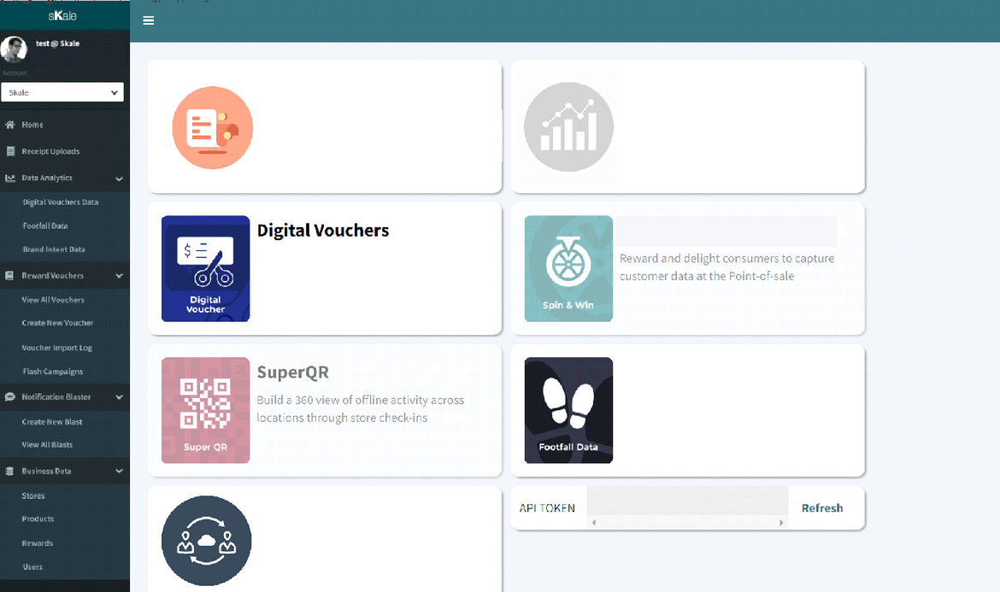 sKale
test @ Skale
Account
Skale
Home
Receipt Uploads
Data Analytics
Digital Vouchers Data
Footfall Data
Brand Intent Data
Reward Vouchers
View All Vouchers
Create New Voucher
Voucher Import Log
Flash Campaigns
Notification Blaster
Create New Blast
View All Blasts
Business Data
Stores
Products
Rewards
Users
$
Digital
Voucher
Digital Vouchers
Spin & Win
Reward and delight consumers to capture
customer data at the Point-of-sale
Super QR
SuperQR
Build a 360 view of offline activity across
locations through store check-ins
Footfall Data
API TOKEN
Refresh